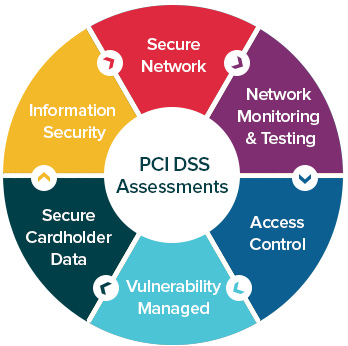 Secure
Network
Network
Monitoring
& Testing
Access
Control
Vulnerability
Managed
Secure
Cardholder
Data
Information
Security
PCI DSS
Assessments